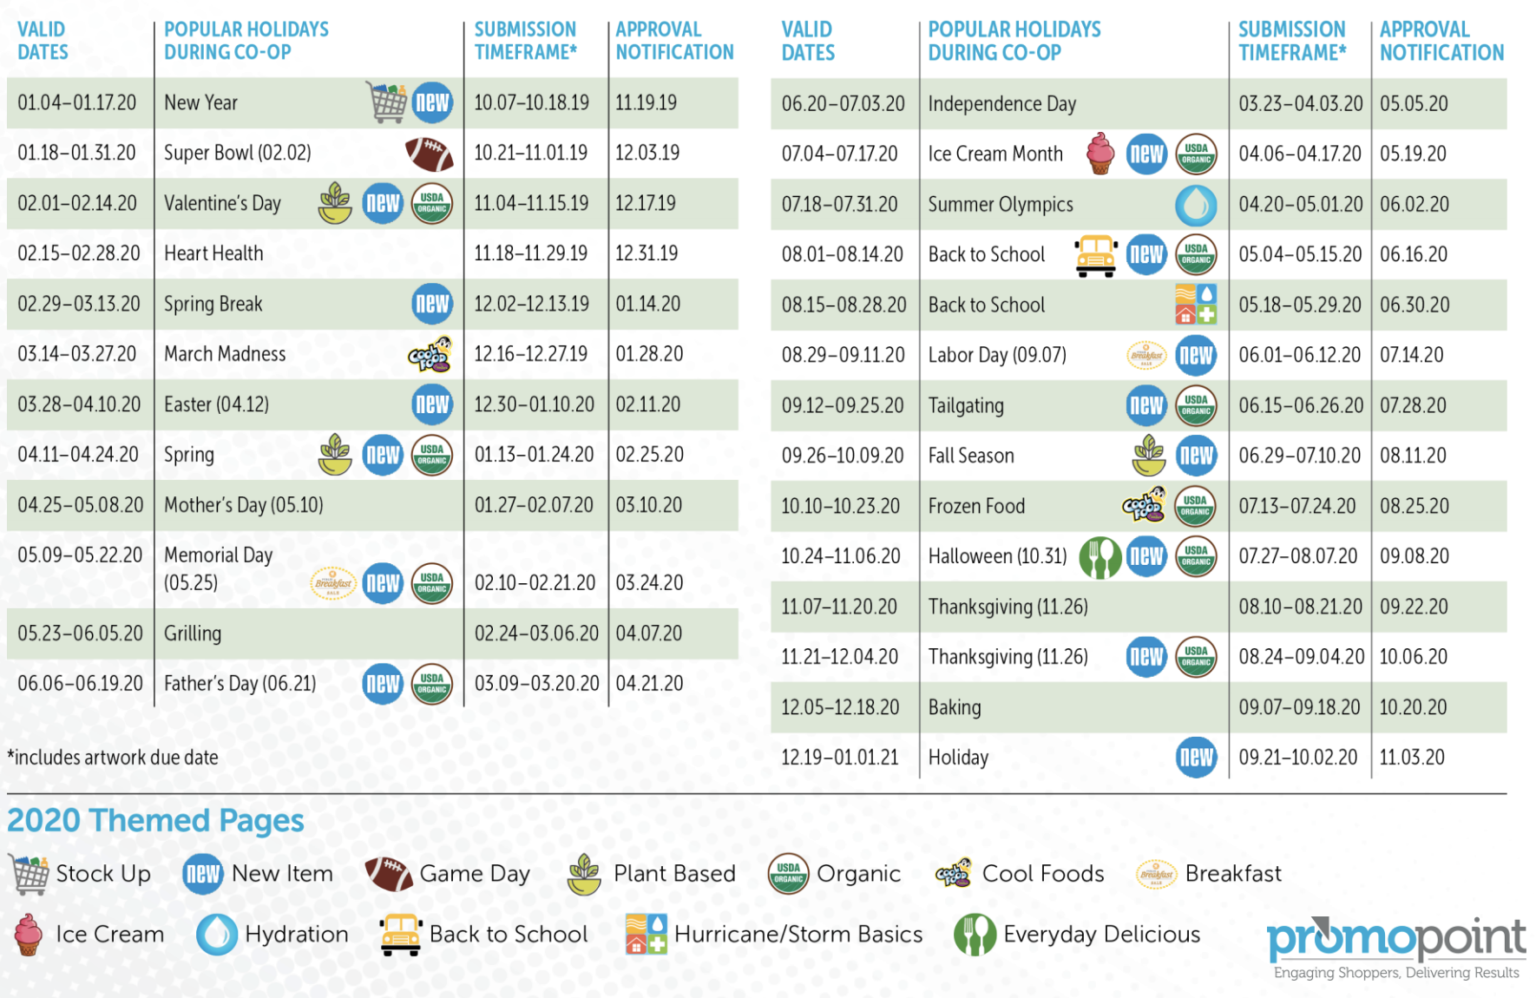 VALID DATES | POPULAR HOLIDAYS DURING CO-OP | SUBMISSION TIMEFRAME* | APPROVAL NOTIFICATION
01.04–01.17.20 | New Year | new | 10.07–10.18.19 | 11.19.19
01.18–01.31.20 | Super Bowl (02.02) | 10.21–11.01.19 | 12.03.19
02.01–02.14.20 | Valentine's Day | new | USDA ORGANIC | 11.04–11.15.19 | 12.17.19
02.15–02.28.20 | Heart Health | 11.18–11.29.19 | 12.31.19
02.29–03.13.20 | Spring Break | new | 12.02–12.13.19 | 01.14.20
03.14–03.27.20 | March Madness | Cool Food | 12.16–12.27.19 | 01.28.20
03.28–04.10.20 | Easter (04.12) | new | 12.30–01.10.20 | 02.11.20
04.11–04.24.20 | Spring | new | USDA ORGANIC | 01.13–01.24.20 | 02.25.20
04.25–05.08.20 | Mother's Day (05.10) | 01.27–02.07.20 | 03.10.20
05.09–05.22.20 | Memorial Day (05.25) | Breakfast | new | USDA ORGANIC | 02.10–02.21.20 | 03.24.20
05.23–06.05.20 | Grilling | 02.24–03.06.20 | 04.07.20
06.06–06.19.20 | Father's Day (06.21) | new | USDA ORGANIC | 03.09–03.20.20 | 04.21.20
*includes artwork due date
VALID DATES | POPULAR HOLIDAYS DURING CO-OP | SUBMISSION TIMEFRAME* | APPROVAL NOTIFICATION
06.20–07.03.20 | Independence Day | 03.23–04.03.20 | 05.05.20
07.04–07.17.20 | Ice Cream Month | new | USDA ORGANIC | 04.06–04.17.20 | 05.19.20
07.18–07.31.20 | Summer Olympics | 04.20–05.01.20 | 06.02.20
08.01–08.14.20 | Back to School | new | USDA ORGANIC | 05.04–05.15.20 | 06.16.20
08.15–08.28.20 | Back to School | 05.18–05.29.20 | 06.30.20
08.29–09.11.20 | Labor Day (09.07) | Breakfast | new | 06.01–06.12.20 | 07.14.20
09.12–09.25.20 | Tailgating | new | USDA ORGANIC | 06.15–06.26.20 | 07.28.20
09.26–10.09.20 | Fall Season | new | 06.29–07.10.20 | 08.11.20
10.10–10.23.20 | Frozen Food | Cool Food | USDA ORGANIC | 07.13–07.24.20 | 08.25.20
10.24–11.06.20 | Halloween (10.31) | new | USDA ORGANIC | 07.27–08.07.20 | 09.08.20
11.07–11.20.20 | Thanksgiving (11.26) | 08.10–08.21.20 | 09.22.20
11.21–12.04.20 | Thanksgiving (11.26) | new | USDA ORGANIC | 08.24–09.04.20 | 10.06.20
12.05–12.18.20 | Baking | 09.07–09.18.20 | 10.20.20
12.19–01.01.21 | Holiday | new | 09.21–10.02.20 | 11.03.20
2020 Themed Pages
Stock Up | new New Item | Game Day | Plant Based | USDA ORGANIC Organic | Cool Food Cool Foods | Breakfast Breakfast
Ice Cream | Hydration | Back to School | Hurricane/Storm Basics | Everyday Delicious
promopoint
Engaging Shoppers, Delivering Results